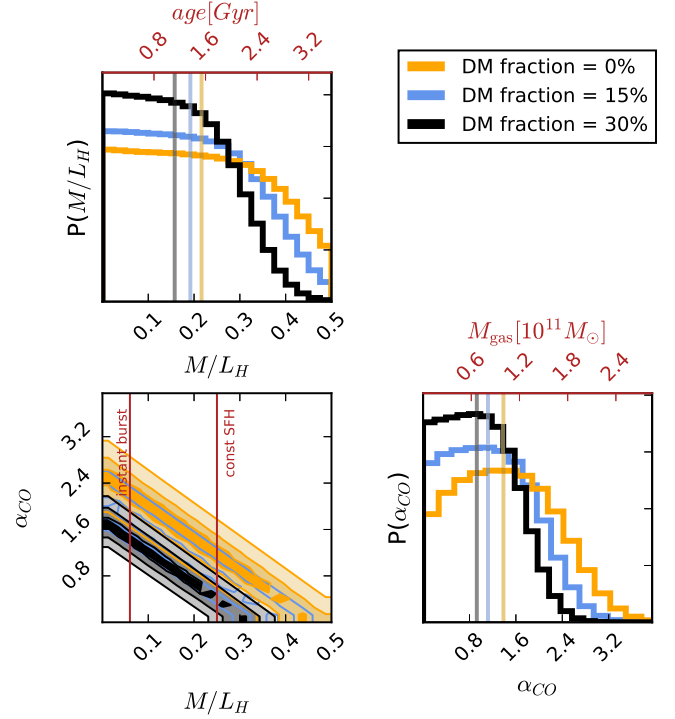 age[Gyr]
0.8 1.6 2.4 3.2
P(M/L_H)
0.1 0.2 0.3 0.4 0.5
M/L_H
DM fraction = 0%
DM fraction = 15%
DM fraction = 30%
α_CO
3.2
2.4
1.6
0.8
instant burst
const SFH
0.1 0.2 0.3 0.4 0.5
M/L_H
M_gas[10^11 M_⊙]
0.6 1.2 1.8 2.4
P(α_CO)
0.8 1.6 2.4 3.2
α_CO